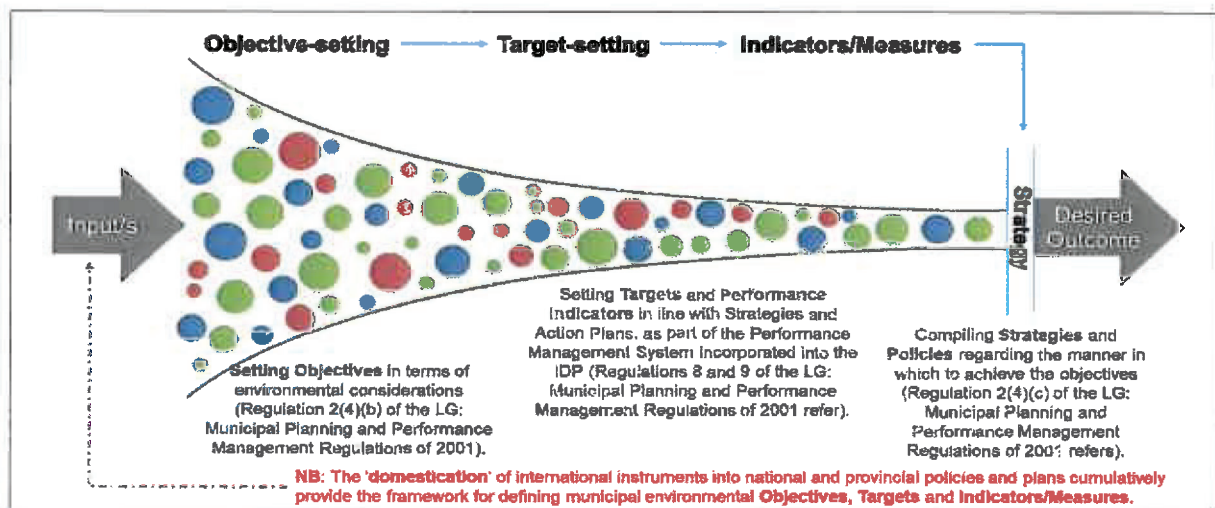 Objective-setting Target-setting Indicators/Measures
Input/s
Strategy
Desired
Outcome
Setting Objectives in terms of
environmental considerations
(Regulation 2(4)(b) of the LG:
Municipal Planning and Performance
Management Regulations of 2001).
Setting Targets and Performance
Indicators in line with Strategies and
Action Plans, as part of the Performance
Management System incorporated into the
IDP (Regulations 8 and 9 of the LG:
Municipal Planning and Performance
Management Regulations of 2001 refer).
Compiling Strategies and
Policies regarding the manner in
which to achieve the objectives
(Regulation 2(4)(c) of the LG:
Municipal Planning and
Performance Management
Regulations of 2001 refers).
NB: The 'domestication' of international instruments into national and provincial policies and plans cumulatively
provide the framework for defining municipal environmental Objectives, Targets and Indicators/Measures.